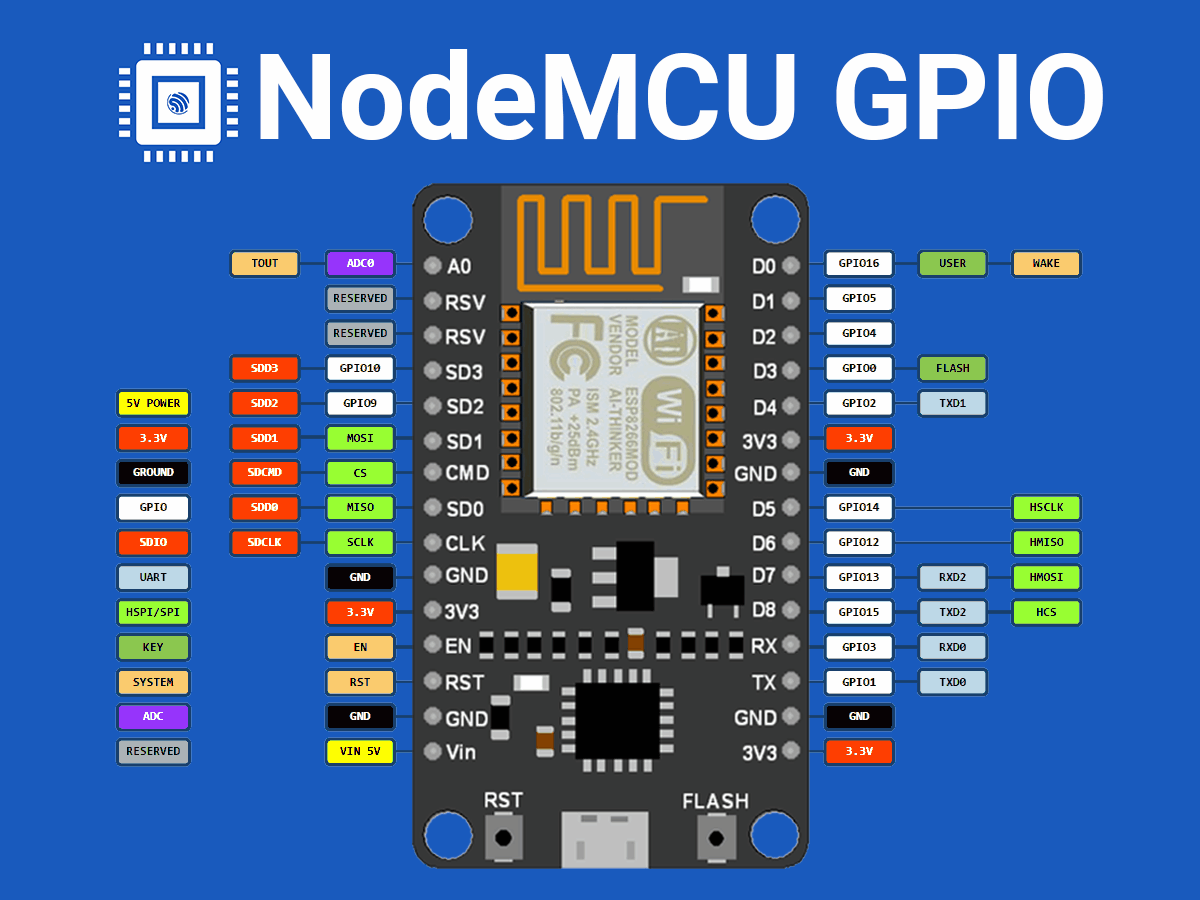 NodeMCU GPIO
TOUT ADC0 A0 D0 GPIO16 USER WAKE
RESERVED RSV D1 GPIO5
RESERVED RSV D2 GPIO4
SDD3 GPIO10 SD3 D3 GPIO0 FLASH
5V POWER SDD2 GPIO9 SD2 D4 GPIO2 TXD1
3.3V SDD1 MOSI SD1 3V3 3.3V
GROUND SDCMD CS CMD GND GND
GPIO SDD0 MISO SD0 D5 GPIO14 HSCLK
SDIO SDCLK SCLK CLK D6 GPIO12 HMISO
UART GND GND D7 GPIO13 RXD2 HMOSI
HSPI/SPI 3.3V 3V3 D8 GPIO15 TXD2 HCS
KEY EN EN RX GPIO3 RXD0
SYSTEM RST RST TX GPIO1 TXD0
ADC GND GND GND GND
RESERVED VIN 5V Vin 3V3 3.3V
RST FLASH
MODEL ESP8266MOD
VENDOR AI-THINKER
ISM 2.4GHz
PA +25dBm
802.11b/g/n
FC
AI
WiFi